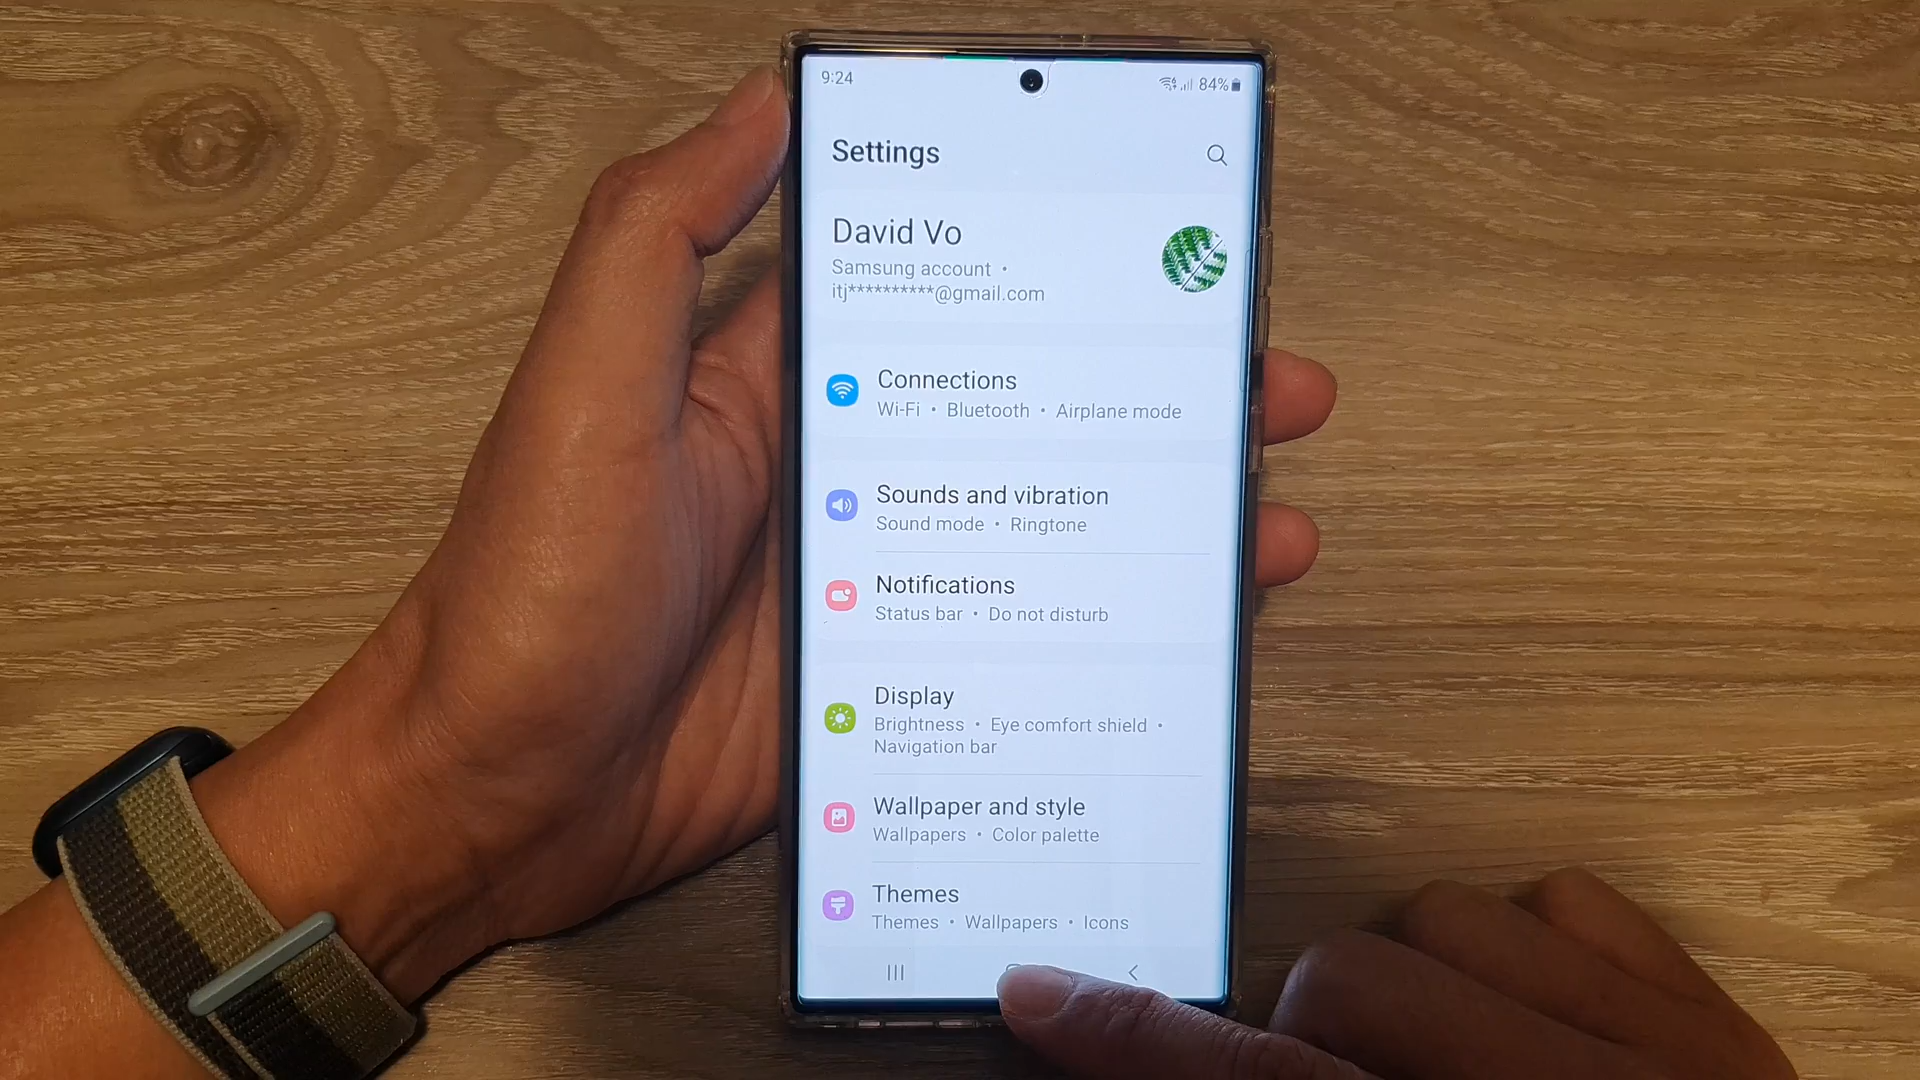 9:24
84%
Settings
David Vo
Samsung account •
itj**********@gmail.com
Connections
Wi-Fi • Bluetooth • Airplane mode
Sounds and vibration
Sound mode • Ringtone
Notifications
Status bar • Do not disturb
Display
Brightness • Eye comfort shield •
Navigation bar
Wallpaper and style
Wallpapers • Color palette
Themes
Themes • Wallpapers • Icons